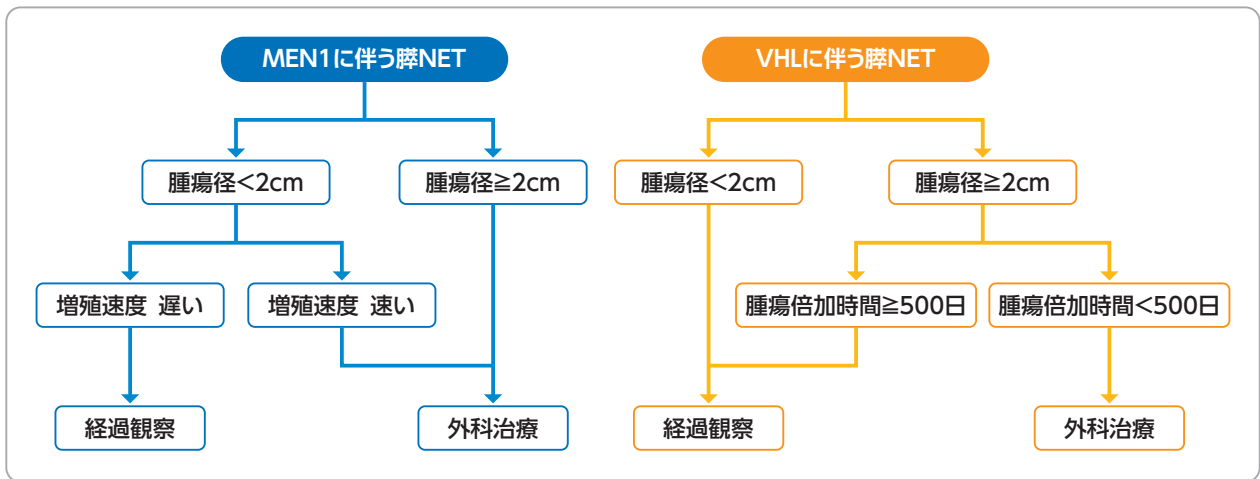 MEN1に伴う膵NET
VHLに伴う膵NET
腫瘍径<2cm
腫瘍径≧2cm
腫瘍径<2cm
腫瘍径≧2cm
増殖速度 遅い
増殖速度 速い
腫瘍倍加時間≧500日
腫瘍倍加時間<500日
経過観察
外科治療
経過観察
外科治療